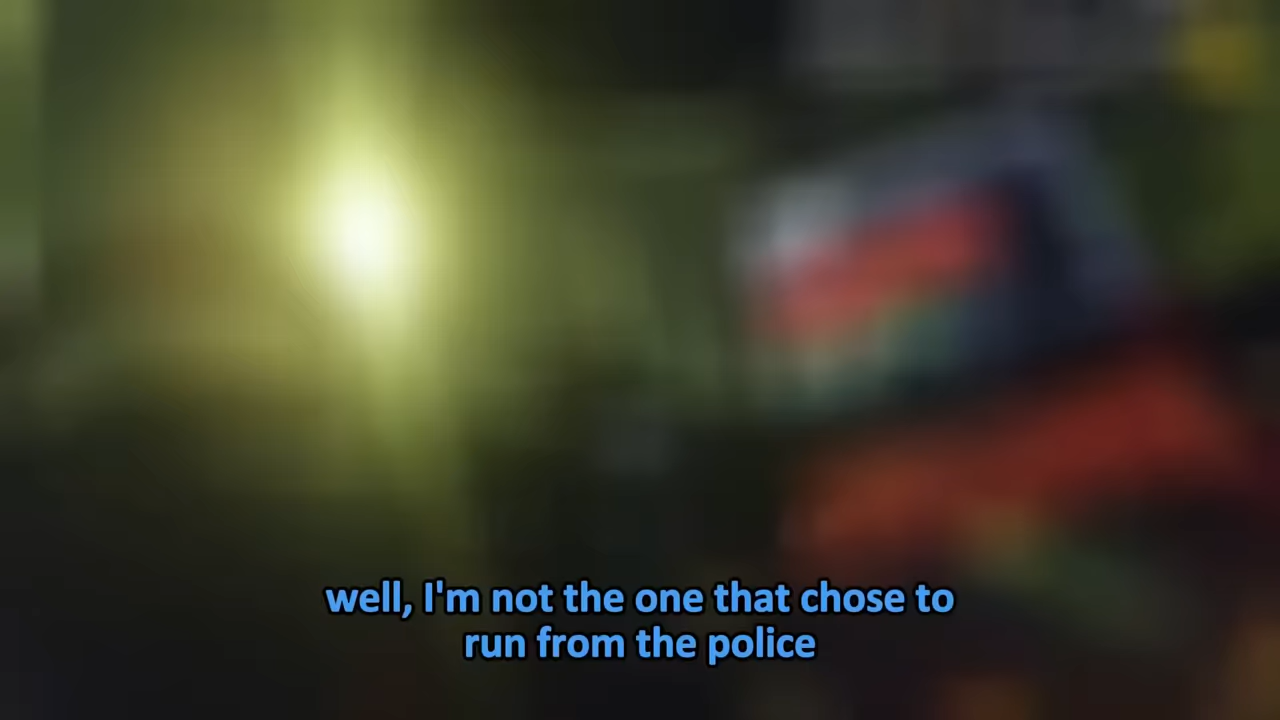 well, I'm not the one that chose to
run from the police